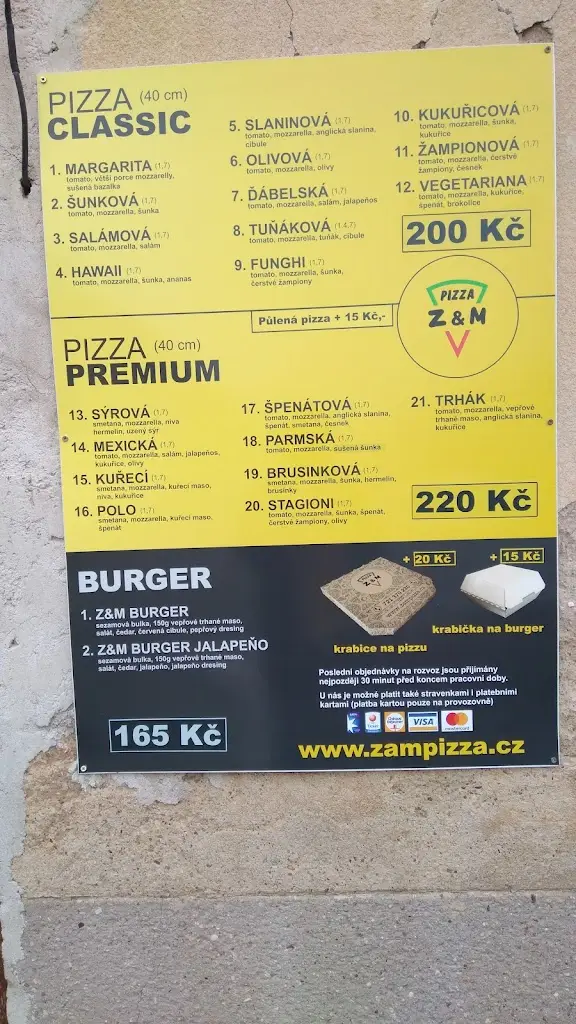 PIZZA (40 cm)
CLASSIC
1. MARGARITA (1,7)
tomato, větší porce mozzarelly,
sušená bazalka
2. ŠUNKOVÁ (1,7)
tomato, mozzarella, šunka
3. SALÁMOVÁ (1,7)
tomato, mozzarella, salám
4. HAWAII (1,7)
tomato, mozzarella, šunka, ananas
5. SLANINOVÁ (1,7)
tomato, mozzarella, anglická slanina,
cibule
6. OLIVOVÁ (1,7)
tomato, mozzarella, olivy
7. ĎÁBELSKÁ (1,7)
tomato, mozzarella, salám, jalapeňos
8. TUŇÁKOVÁ (1,4,7)
tomato, mozzarella, tuňák, cibule
9. FUNGHI (1,7)
tomato, mozzarella, šunka,
čerstvé žampiony
10. KUKUŘICOVÁ (1,7)
tomato, mozzarella, šunka,
kukuřice
11. ŽAMPIONOVÁ (1,7)
tomato, mozzarella, čerstvé
žampiony, česnek
12. VEGETARIANA (1,7)
tomato, mozzarella, kukuřice,
špenát, brokolice
200 Kč
Půlená pizza + 15 Kč,-
PIZZA
Z & M
PIZZA (40 cm)
PREMIUM
13. SÝROVÁ (1,7)
smetana, mozzarella, niva
hermelín, uzený sýr
14. MEXICKÁ (1,7)
tomato, mozzarella, salám, jalapeňos,
kukuřice, olivy
15. KUŘECÍ (1,7)
smetana, mozzarella, kuřecí maso,
niva, kukuřice
16. POLO (1,7)
smetana, mozzarella, kuřecí maso,
špenát
17. ŠPENÁTOVÁ (1,7)
tomato, mozzarella, anglická slanina,
špenát, smetana, česnek
18. PARMSKÁ (1,7)
tomato, mozzarella, sušená šunka
19. BRUSINKOVÁ (1,7)
smetana, mozzarella, šunka, hermelín,
brusinky
20. STAGIONI (1,7)
tomato, mozzarella, šunka, špenát,
čerstvé žampiony, olivy
21. TRHÁK (1,7)
tomato, mozzarella, vepřové
trhané maso, anglická slanina,
kukuřice
220 Kč
BURGER
1. Z&M BURGER
sezamová bulka, 150g vepřové trhané maso,
salát, čedar, červená cibule, pepřový dresing
2. Z&M BURGER JALAPEÑO
sezamová bulka, 150g vepřové trhané maso,
salát, čedar, jalapeňo, jalapeňo dresing
165 Kč
+ 20 Kč
Z&M
krabice na pizzu
+ 15 Kč
krabička na burger
Poslední objednávky na rozvoz jsou přijímány
nejpozději 30 minut před koncem pracovní doby.
U nás je možné platit také stravenkami i platebními
kartami (platba kartou pouze na provozovně)
VISA
mastercard
www.zampizza.cz